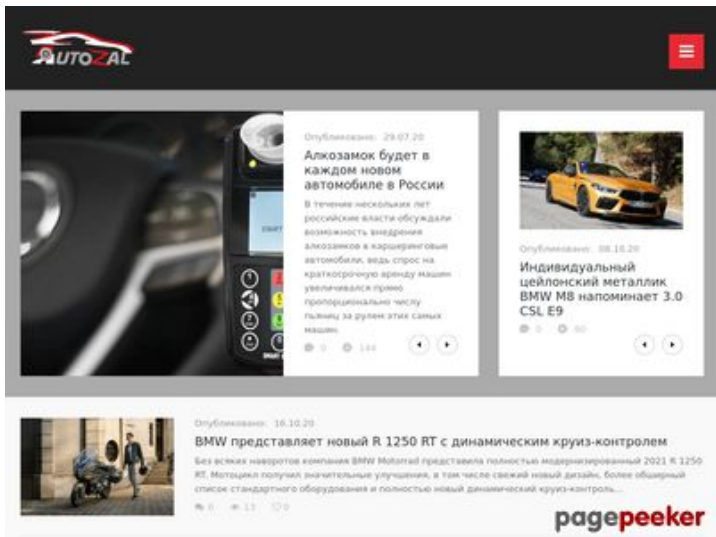 AUTOZAL
Опубликовано: 29.07.20
Алкозамок будет в
каждом новом
автомобиле в России
В течение нескольких лет
российские власти обсуждали
возможность внедрения
алкозамков в каршеринговые
автомобили, ведь спрос на
краткосрочную аренду машин
увеличивался прямо
пропорционально числу
пьяниц за рулем этих самых
машин.
0 144
Опубликовано: 08.10.20
Индивидуальный
цейлонский металлик
BMW M8 напоминает 3.0
CSL E9
0 60
Опубликовано: 16.10.20
BMW представляет новый R 1250 RT с динамическим круиз-контролем
Без всяких наворотов компания BMW Motorrad представила полностью модернизированный 2021 R 1250
RT. Мотоцикл получил значительные улучшения, в том числе свежий новый дизайн, более обширный
список стандартного оборудования и полностью новый динамический круиз-контроль...
0 13 0
pagepeeker